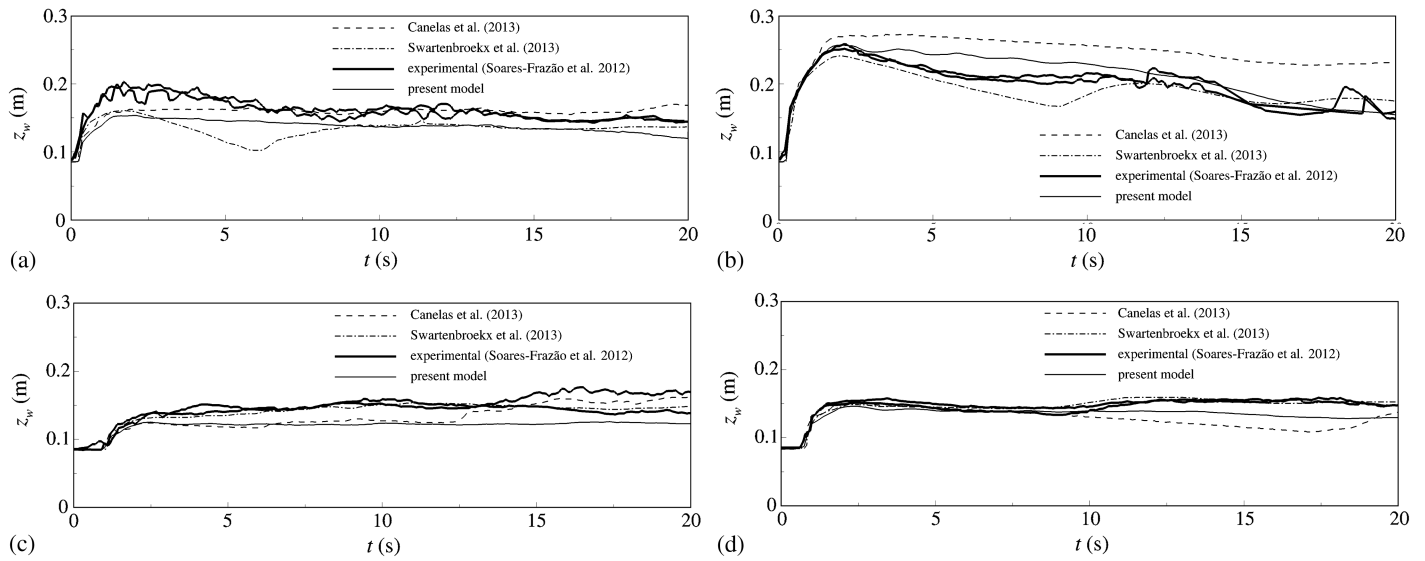 0.3
Canelas et al. (2013)
Swartenbroekx et al. (2013)
experimental (Soares-Frazão et al. 2012)
present model
0.2
z_w (m)
0.1
0
0 5 10 15 20
(a)
t (s)
0.3
0.2
z_w (m)
0.1
Canelas et al. (2013)
Swartenbroekx et al. (2013)
experimental (Soares-Frazão et al. 2012)
present model
0
0 5 10 15 20
(b)
t (s)
0.3
Canelas et al. (2013)
Swartenbroekx et al. (2013)
experimental (Soares-Frazão et al. 2012)
present model
0.2
z_w (m)
0.1
0
0 5 10 15 20
(c)
t (s)
0.3
Canelas et al. (2013)
Swartenbroekx et al. (2013)
experimental (Soares-Frazão et al. 2012)
present model
0.2
z_w (m)
0.1
0
0 5 10 15 20
(d)
t (s)